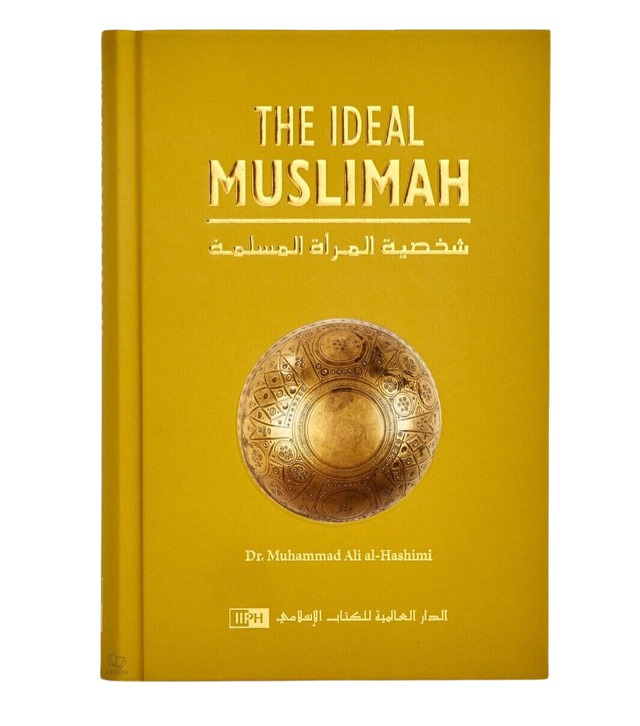 THE IDEAL
MUSLIMAH
شخصية المرأة المسلمة
Dr. Muhammad Ali al-Hashimi
IIPH الدار العالمية للكتاب الإسلامي